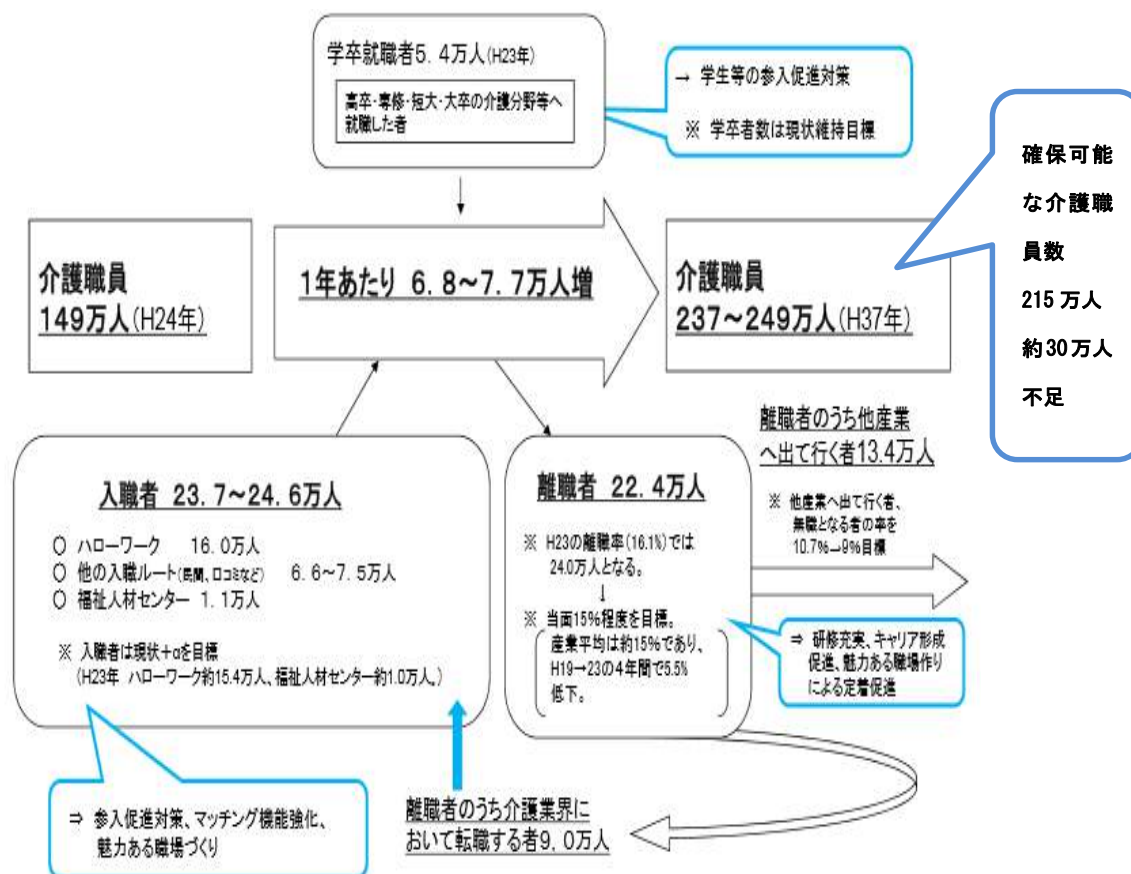 学卒就職者5.4万人(H23年)
高卒・専修・短大・大卒の介護分野等へ
就職した者
→ 学生等の参入促進対策
※ 学卒者数は現状維持目標
確保可能
な介護職
員数
215万人
約30万人
不足
介護職員
149万人(H24年)
1年あたり 6.8～7.7万人増
介護職員
237～249万人(H37年)
入職者 23.7～24.6万人
○ ハローワーク 16.0万人
○ 他の入職ルート(民間、口コミなど) 6.6～7.5万人
○ 福祉人材センター 1.1万人
※ 入職者は現状+αを目標
(H23年 ハローワーク約15.4万人、福祉人材センター約1.0万人。)
離職者 22.4万人
※ H23の離職率(16.1%)では
24.0万人となる。
↓
※ 当面15%程度を目標。
産業平均は約15%であり、
H19→23の4年間で5.5%
低下。
離職者のうち他産業
へ出て行く者13.4万人
※ 他産業へ出て行く者、
無職となる者の卒を
10.7%→9%目標
⇒ 研修充実、キャリア形成
促進、魅力ある職場作り
による定着促進
⇒ 参入促進対策、マッチング機能強化、
魅力ある職場づくり
離職者のうち介護業界に
おいて転職する者9.0万人